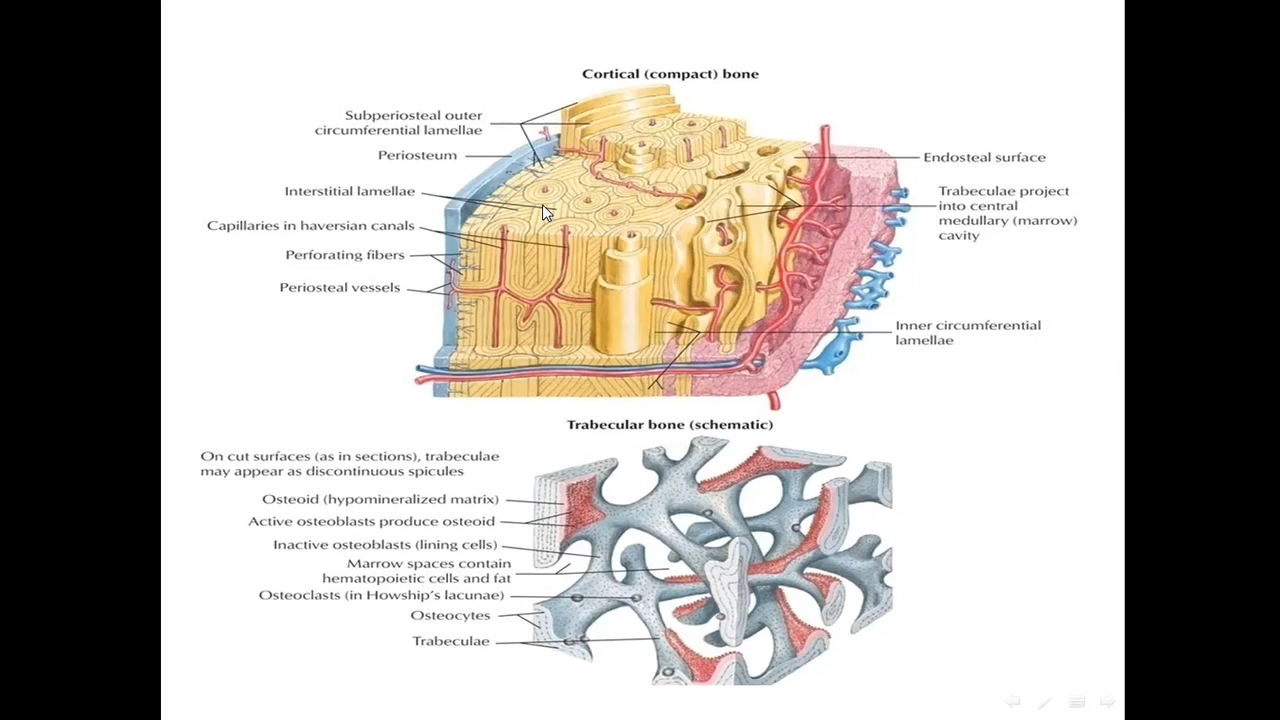 Cortical (compact) bone
Subperiosteal outer
circumferential lamellae
Periosteum
Interstitial lamellae
Capillaries in haversian canals
Perforating fibers
Periosteal vessels
Endosteal surface
Trabeculae project
into central
medullary (marrow)
cavity
Inner circumferential
lamellae
Trabecular bone (schematic)
On cut surfaces (as in sections), trabeculae
may appear as discontinuous spicules
Osteoid (hypomineralized matrix)
Active osteoblasts produce osteoid
Inactive osteoblasts (lining cells)
Marrow spaces contain
hematopoietic cells and fat
Osteoclasts (in Howship's lacunae)
Osteocytes
Trabeculae